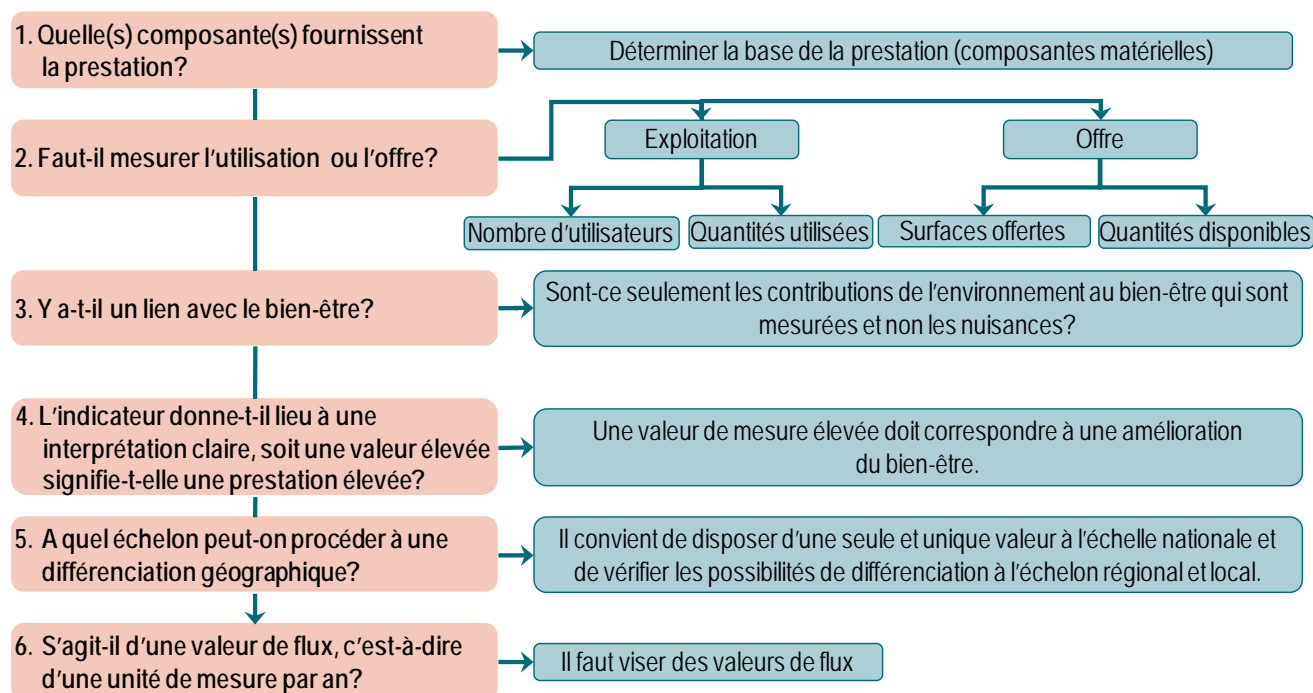 1. Quelle(s) composante(s) fournissent
la prestation?
Déterminer la base de la prestation (composantes matérielles)
2. Faut-il mesurer l'utilisation ou l'offre?
Exploitation
Offre
Nombre d'utilisateurs
Quantités utilisées
Surfaces offertes
Quantités disponibles
3. Y a-t-il un lien avec le bien-être?
Sont-ce seulement les contributions de l'environnement au bien-être qui sont
mesurées et non les nuisances?
4. L'indicateur donne-t-il lieu à une
interprétation claire, soit une valeur élevée
signifie-t-elle une prestation élevée?
Une valeur de mesure élevée doit correspondre à une amélioration
du bien-être.
5. A quel échelon peut-on procéder à une
différenciation géographique?
Il convient de disposer d'une seule et unique valeur à l'échelle nationale et
de vérifier les possibilités de différenciation à l'échelon régional et local.
6. S'agit-il d'une valeur de flux, c'est-à-dire
d'une unité de mesure par an?
Il faut viser des valeurs de flux